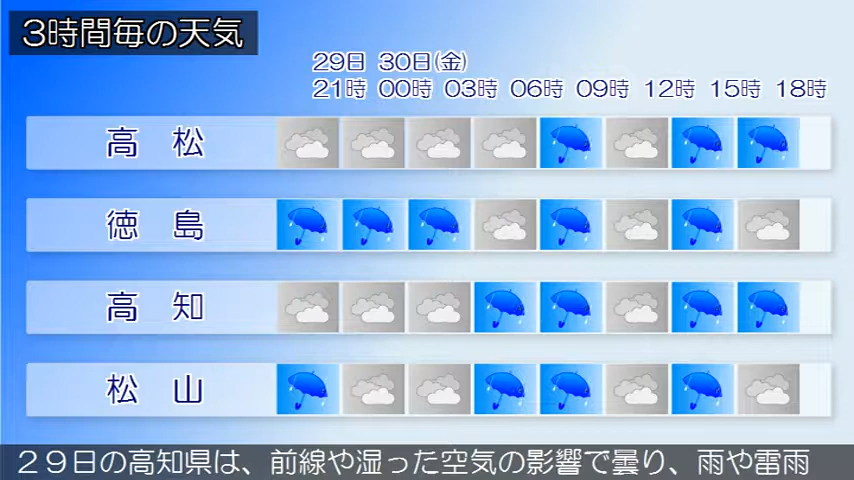 3時間毎の天気
29日 30日(金)
21時 00時 03時 06時 09時 12時 15時 18時
高松
徳島
高知
松山
29日の高知県は、前線や湿った空気の影響で曇り、雨や雷雨